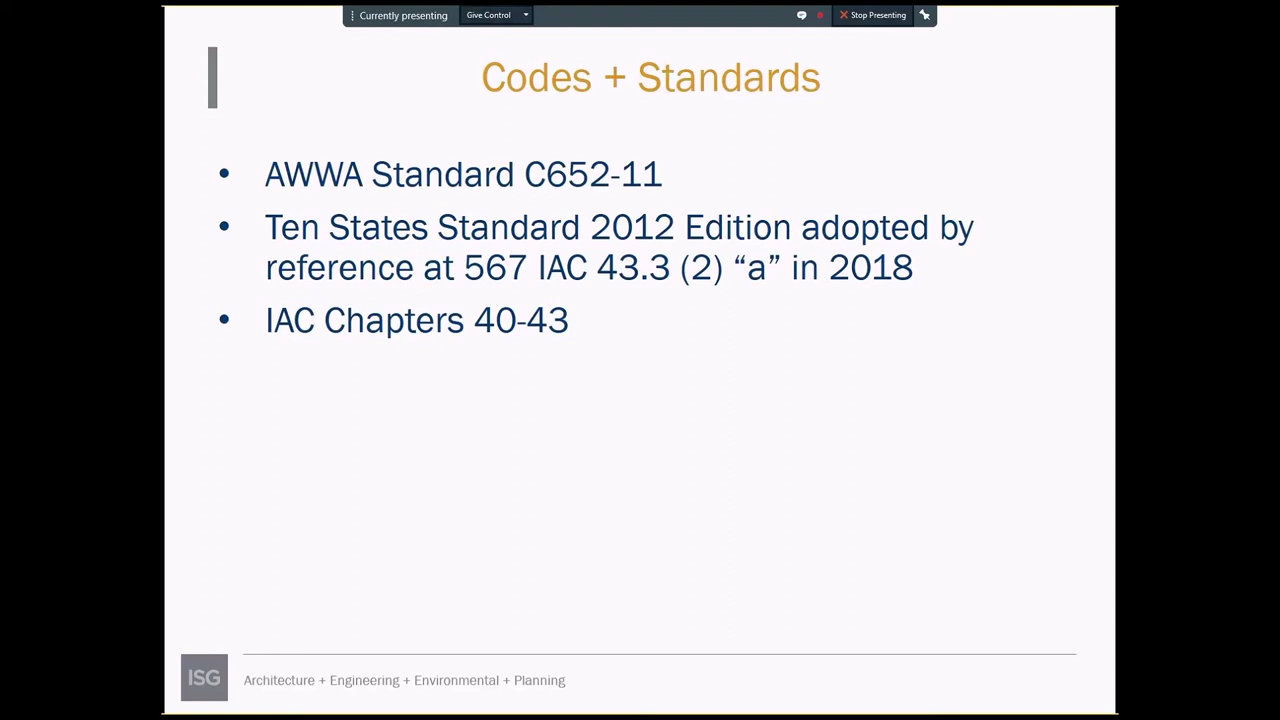 Currently presenting Give Control Stop Presenting
Codes + Standards
• AWWA Standard C652-11
• Ten States Standard 2012 Edition adopted by
reference at 567 IAC 43.3 (2) “a” in 2018
• IAC Chapters 40-43
ISG Architecture + Engineering + Environmental + Planning